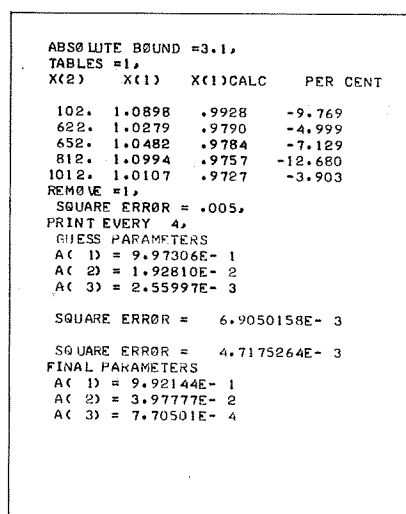 ABSØLUTE BØUND =3.1,
TABLES =1,
X(2) X(1) X(1)CALC PER CENT
102. 1.0898 .9928 -9.769
622. 1.0279 .9790 -4.999
652. 1.0482 .9784 -7.129
812. 1.0994 .9757 -12.680
1012. 1.0107 .9727 -3.903
REMØVE =1,
SQUARE ERRØR = .005,
PRINT EVERY 4,
GUESS PARAMETERS
A( 1) = 9.97306E- 1
A( 2) = 1.92810E- 2
A( 3) = 2.55997E- 3
SQUARE ERRØR = 6.9050158E- 3
SQUARE ERRØR = 4.7175264E- 3
FINAL PARAMETERS
A( 1) = 9.92144E- 1
A( 2) = 3.97777E- 2
A( 3) = 7.70501E- 4